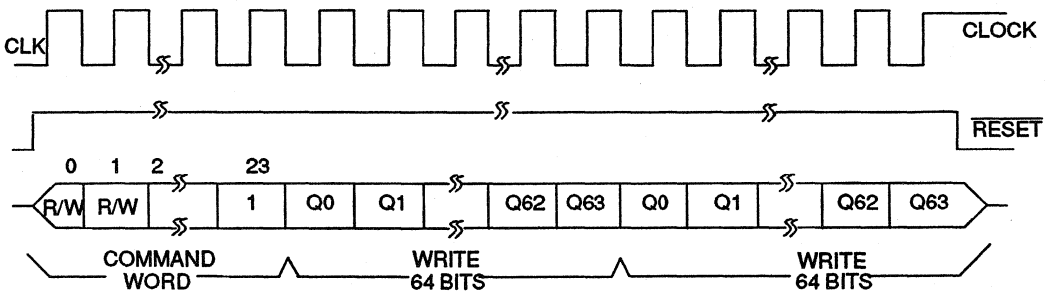 CLK
CLOCK
RESET
0 1 2 23
R/W R/W 1 Q0 Q1 Q62 Q63 Q0 Q1 Q62 Q63
COMMAND WORD
WRITE 64 BITS
WRITE 64 BITS